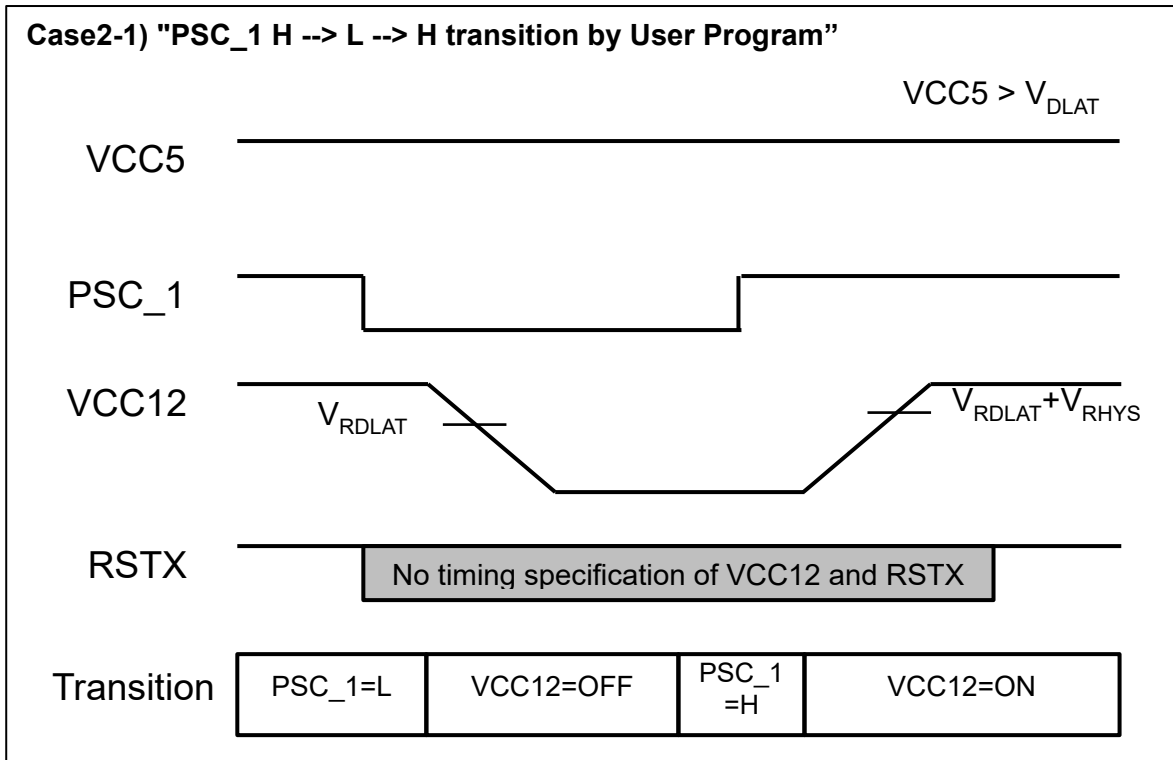 Case2-1) "PSC_1 H --> L --> H transition by User Program”
VCC5 > VDLAT
VCC5
PSC_1
VCC12
VRDLAT
VRDLAT+VRHYS
RSTX
No timing specification of VCC12 and RSTX
Transition
PSC_1=L
VCC12=OFF
PSC_1
=H
VCC12=ON